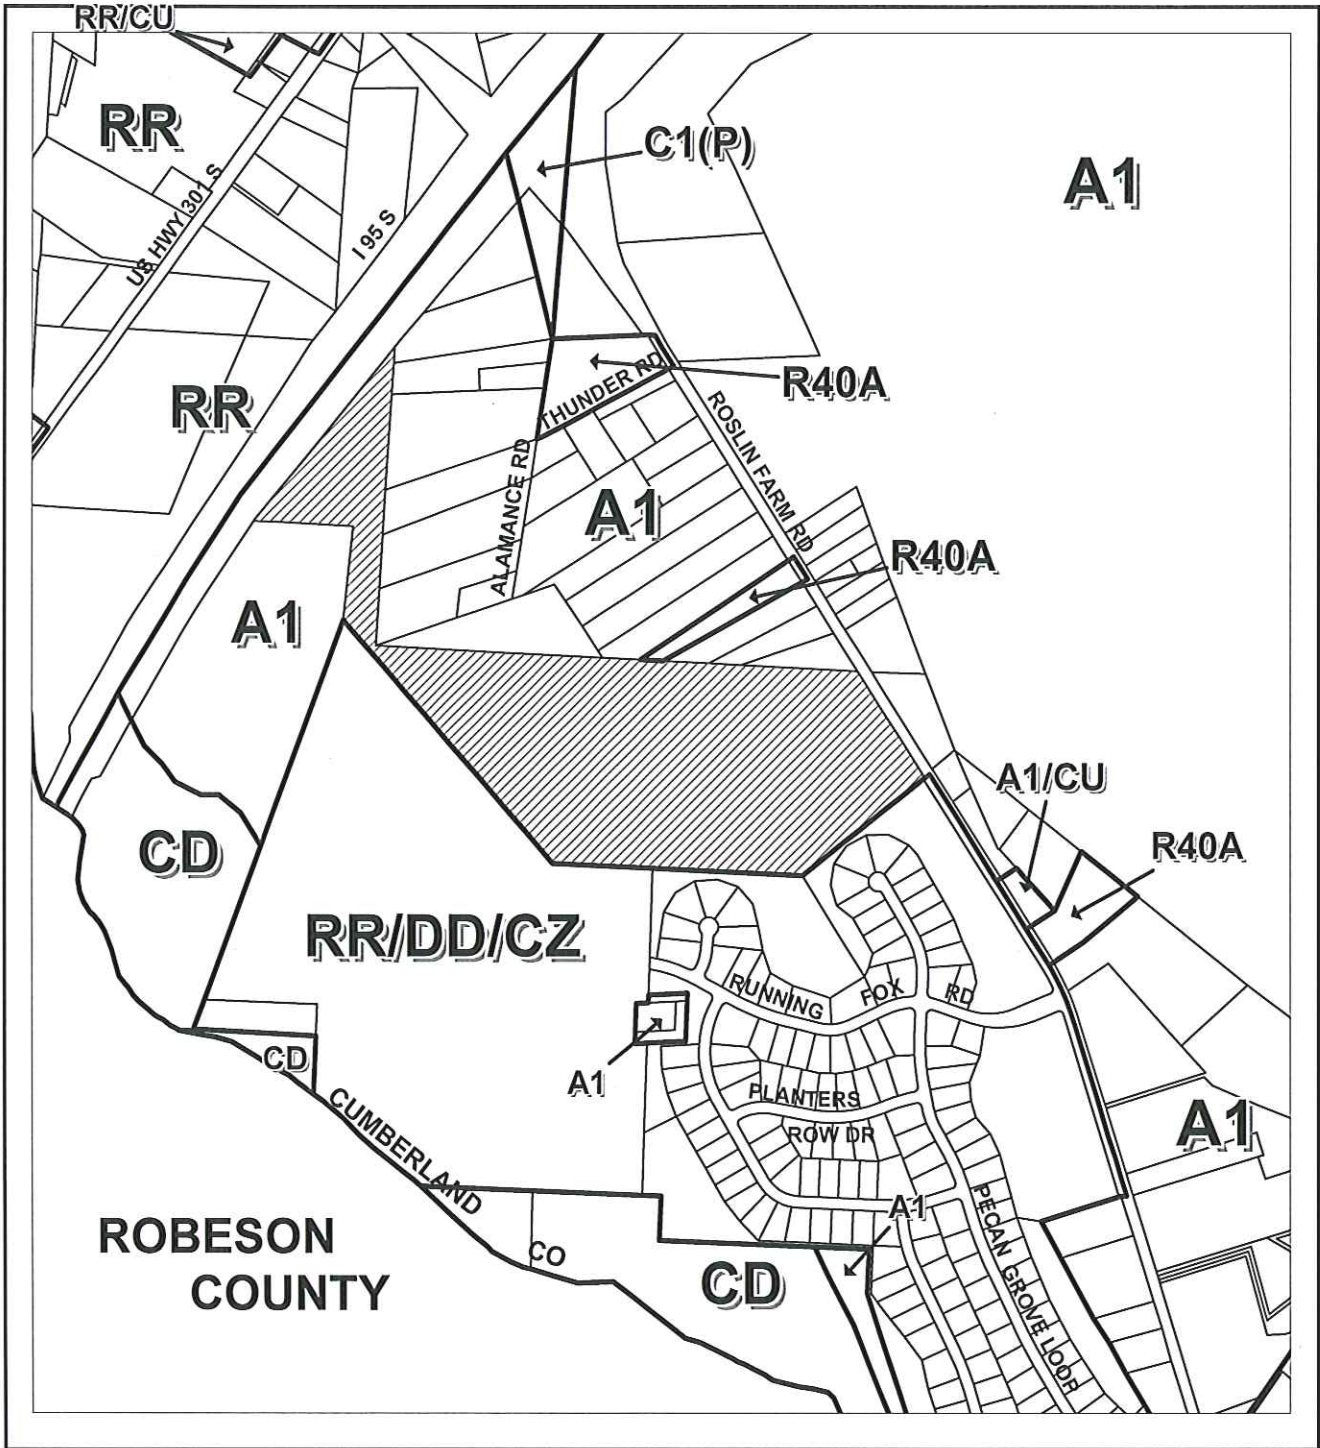 RR/CU
RR
C1(P)
A1
US HWY 301 S
I 95 S
R40A
THUNDER RD
RR
ROSLIN FARM RD
ALAMANCE RD
A1
R40A
A1
A1/CU
R40A
CD
RR/DD/CZ
RUNNING FOX RD
CD
A1
PLANTERS
ROW DR
A1
CUMBERLAND CO
A1
PECAN GROVE LOOP
ROBESON
COUNTY
CD